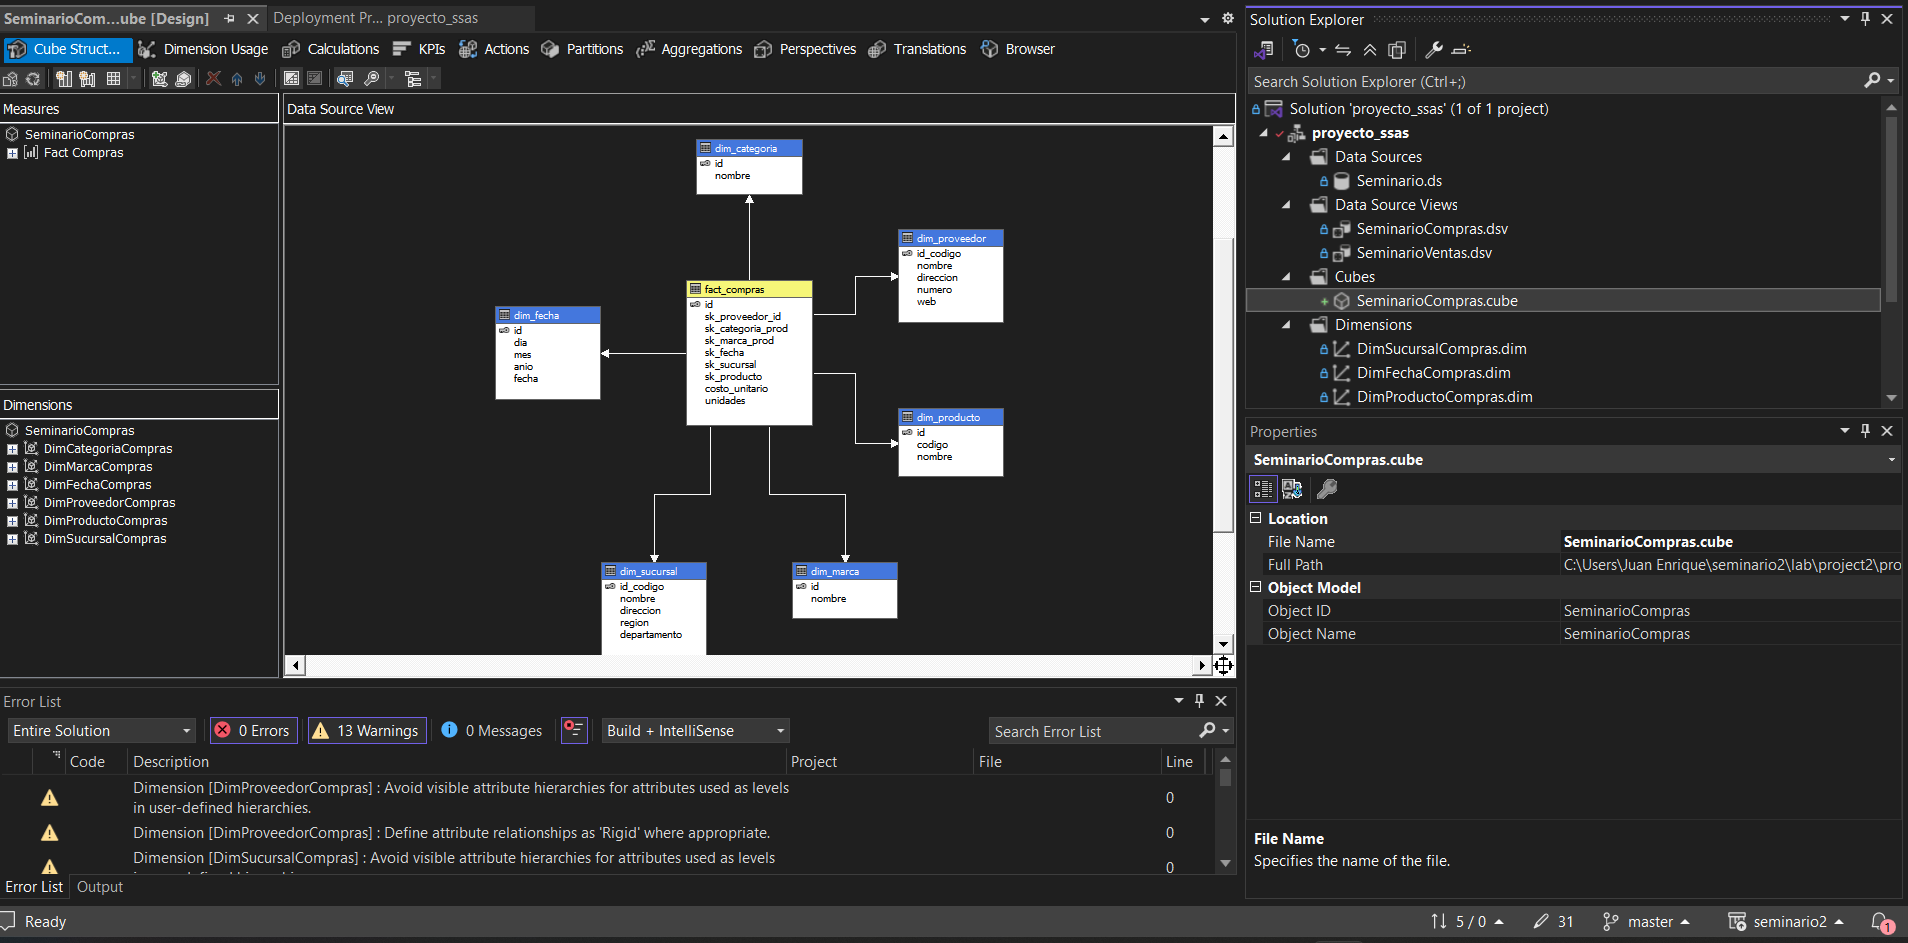 SeminarioCom...ube [Design]
Deployment Pr... proyecto_ssas
Cube Struct...
Dimension Usage
Calculations
KPIs
Actions
Partitions
Aggregations
Perspectives
Translations
Browser
Measures
SeminarioCompras
Fact Compras
Dimensions
SeminarioCompras
DimCategoriaCompras
DimMarcaCompras
DimFechaCompras
DimProveedorCompras
DimProductoCompras
DimSucursalCompras
Data Source View
dim_categoria
id
nombre
dim_proveedor
id_codigo
nombre
direccion
numero
web
fact_compras
id
sk_proveedor_id
sk_categoria_prod
sk_marca_prod
sk_fecha
sk_sucursal
sk_producto
costo_unitario
unidades
dim_fecha
id
dia
mes
anio
fecha
dim_producto
id
codigo
nombre
dim_sucursal
id_codigo
nombre
direccion
region
departamento
dim_marca
id
nombre
Solution Explorer
Search Solution Explorer (Ctrl+;)
Solution 'proyecto_ssas' (1 of 1 project)
proyecto_ssas
Data Sources
Seminario.ds
Data Source Views
SeminarioCompras.dsv
SeminarioVentas.dsv
Cubes
SeminarioCompras.cube
Dimensions
DimSucursalCompras.dim
DimFechaCompras.dim
DimProductoCompras.dim
Properties
SeminarioCompras.cube
Location
File Name SeminarioCompras.cube
Full Path C:\Users\Juan Enrique\seminario2\lab\project2\pro
Object Model
Object ID SeminarioCompras
Object Name SeminarioCompras
File Name
Specifies the name of the file.
Error List
Entire Solution
0 Errors
13 Warnings
0 Messages
Build + IntelliSense
Search Error List
Code Description Project File Line
Dimension [DimProveedorCompras] : Avoid visible attribute hierarchies for attributes used as levels
in user-defined hierarchies. 0
Dimension [DimProveedorCompras] : Define attribute relationships as 'Rigid' where appropriate. 0
Dimension [DimSucursalCompras] : Avoid visible attribute hierarchies for attributes used as levels
0
Error List Output
Ready
5 / 0
31
master
seminario2
1